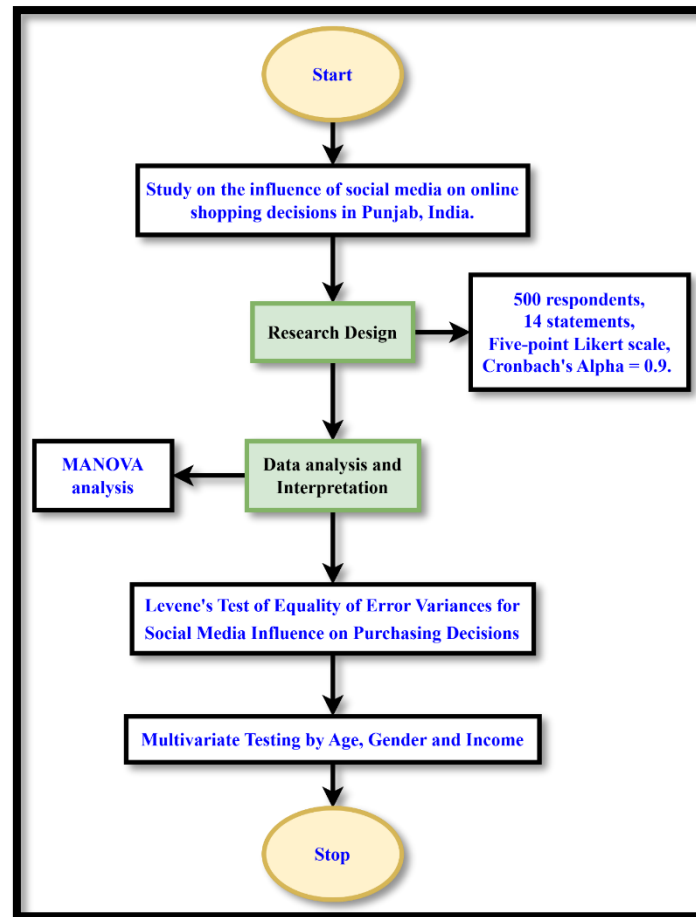 Start
Study on the influence of social media on online
shopping decisions in Punjab, India.
Research Design
500 respondents,
14 statements,
Five-point Likert scale,
Cronbach's Alpha = 0.9.
MANOVA
analysis
Data analysis and
Interpretation
Levene's Test of Equality of Error Variances for
Social Media Influence on Purchasing Decisions
Multivariate Testing by Age, Gender and Income
Stop